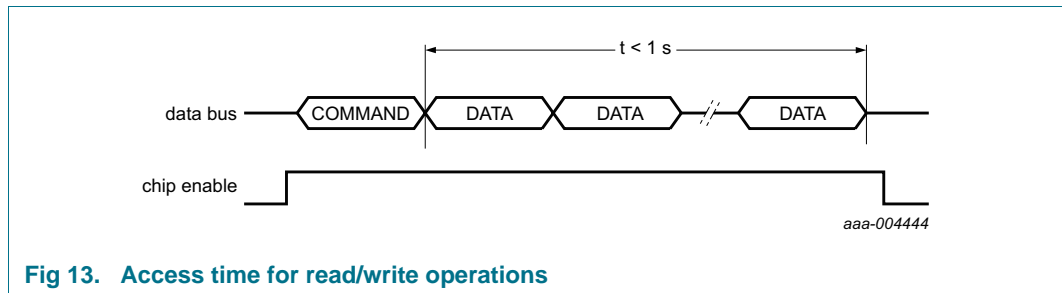 t < 1 s
data bus COMMAND DATA DATA DATA
chip enable
aaa-004444
Fig 13. Access time for read/write operations